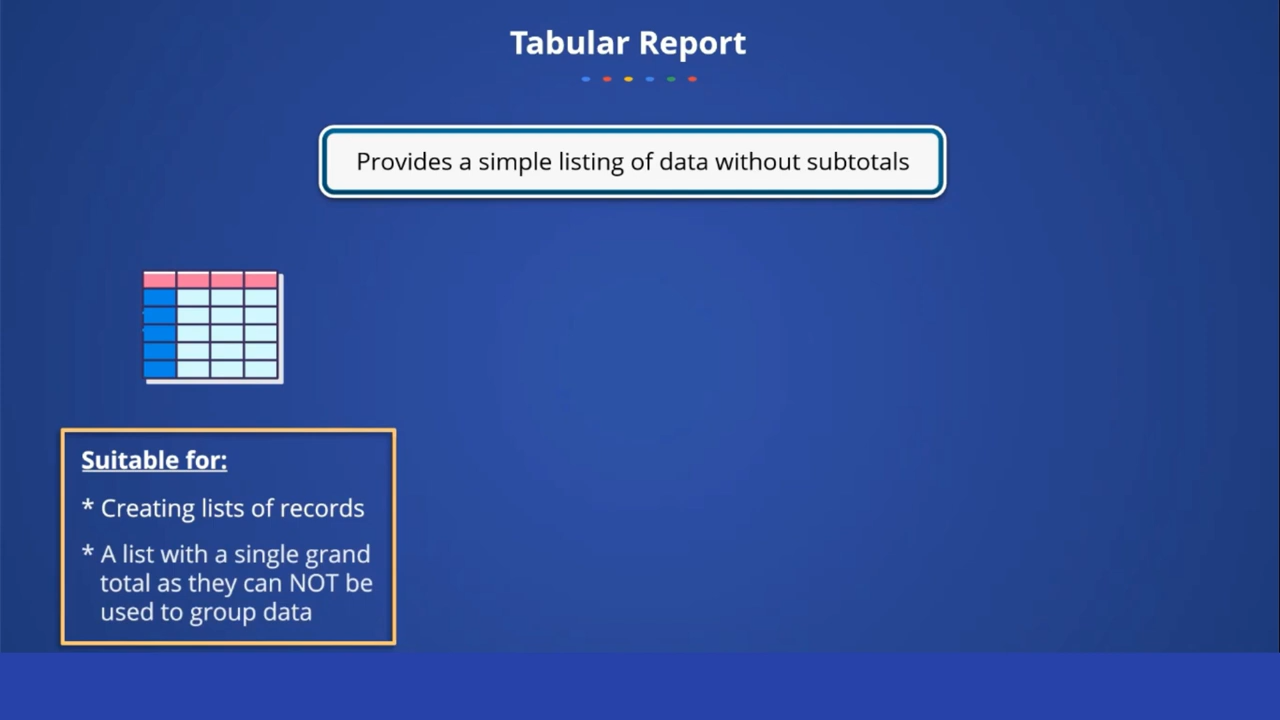 Tabular Report
Provides a simple listing of data without subtotals
Suitable for:
* Creating lists of records
* A list with a single grand
total as they can NOT be
used to group data